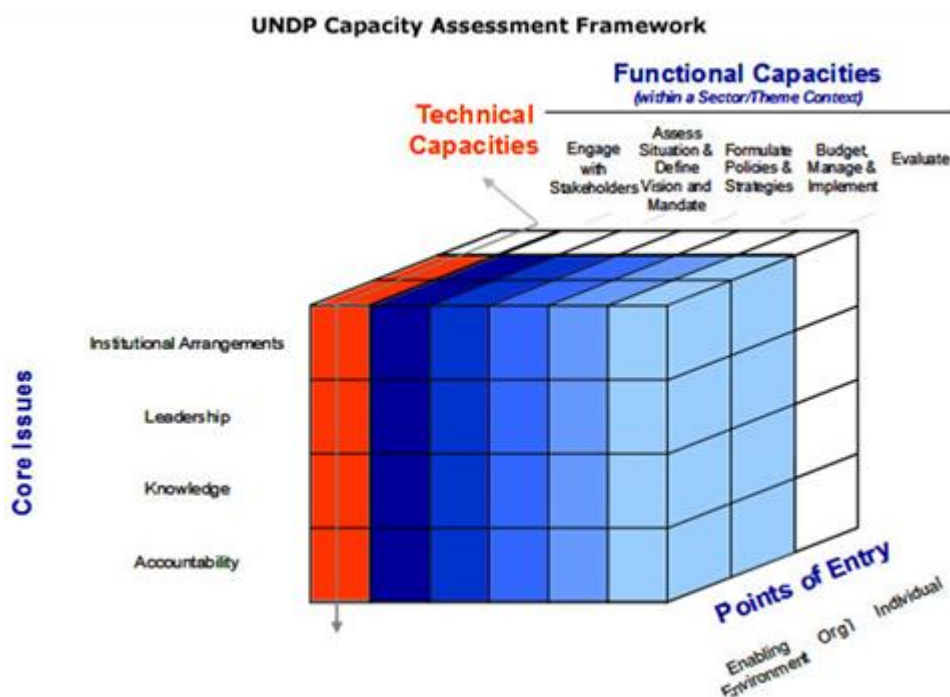 UNDP Capacity Assessment Framework
Functional Capacities
(within a Sector/Theme Context)
Technical
Capacities
Engage
with
Stakeholders
Assess
Situation &
Define
Vision and
Mandate
Formulate
Policies &
Strategies
Budget,
Manage &
Implement
Evaluate
Core Issues
Institutional Arrangements
Leadership
Knowledge
Accountability
Points of Entry
Enabling
Environment
Org'l
Individual